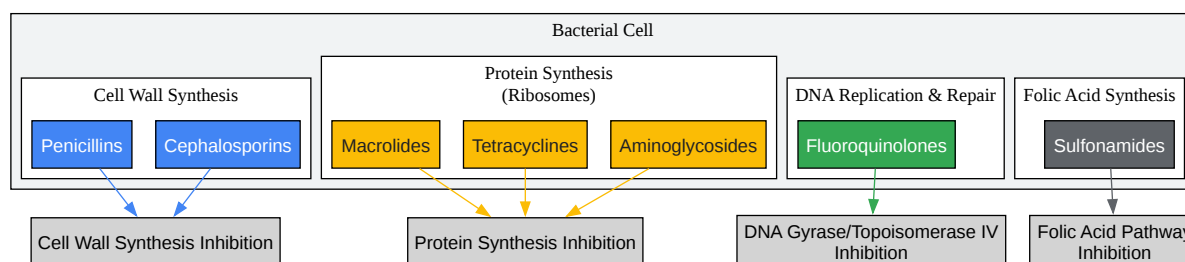 Bacterial Cell
Cell Wall Synthesis
Protein Synthesis
(Ribosomes)
DNA Replication & Repair
Folic Acid Synthesis
Penicillins
Cephalosporins
Macrolides
Tetracyclines
Aminoglycosides
Fluoroquinolones
Sulfonamides
Cell Wall Synthesis Inhibition
Protein Synthesis Inhibition
DNA Gyrase/Topoisomerase IV
Inhibition
Folic Acid Pathway
Inhibition